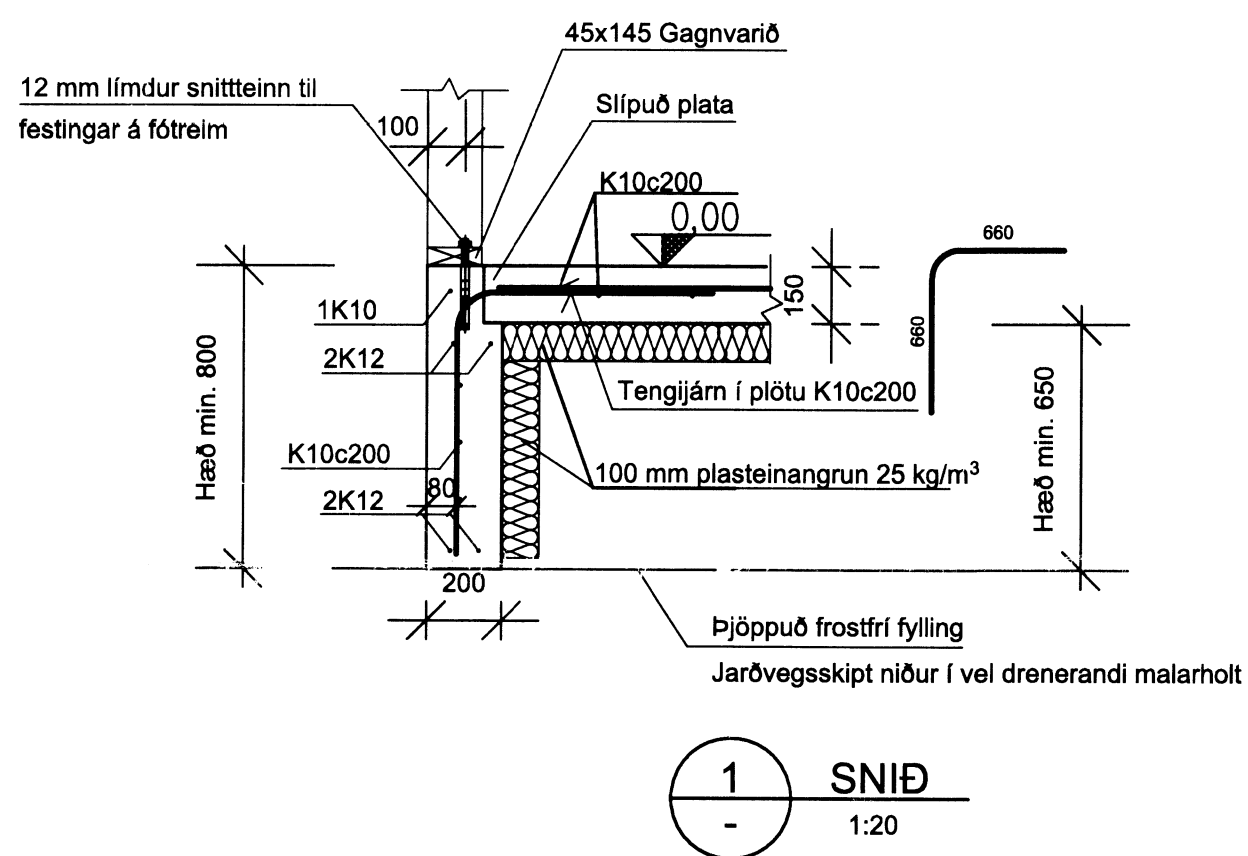 45x145 Gagnvarið
12 mm límdur snittteinn til
festingar á fótreim
Slípuð plata
100
K10c200
0,00
660
660
150
1K10
2K12
Hæð min. 800
Tengijárn í plötu K10c200
Hæð min. 650
K10c200
100 mm plasteinangrun 25 kg/m³
80
2K12
200
Þjöppuð frostfrí fylling
Jarðvegsskipt niður í vel drenerandi malarholt
1
SNIÐ
-
1:20